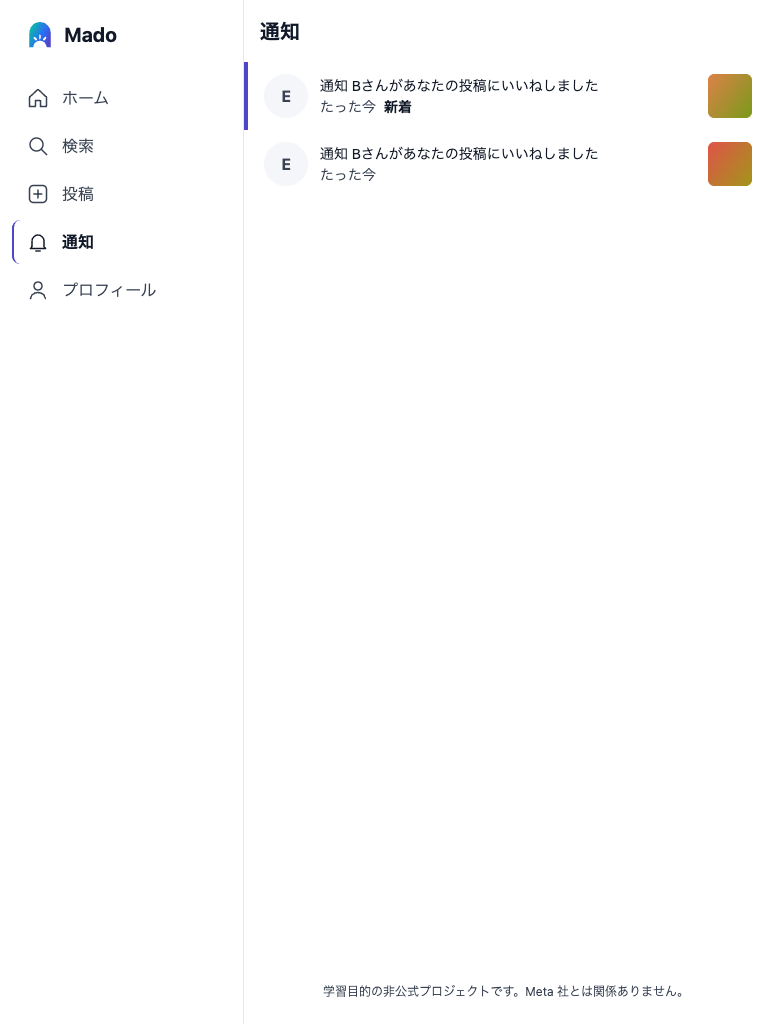 Mado
ホーム
検索
投稿
通知
プロフィール
通知
E
通知 Bさんがあなたの投稿にいいねしました
たった今 新着
E
通知 Bさんがあなたの投稿にいいねしました
たった今
学習目的の非公式プロジェクトです。Meta 社とは関係ありません。